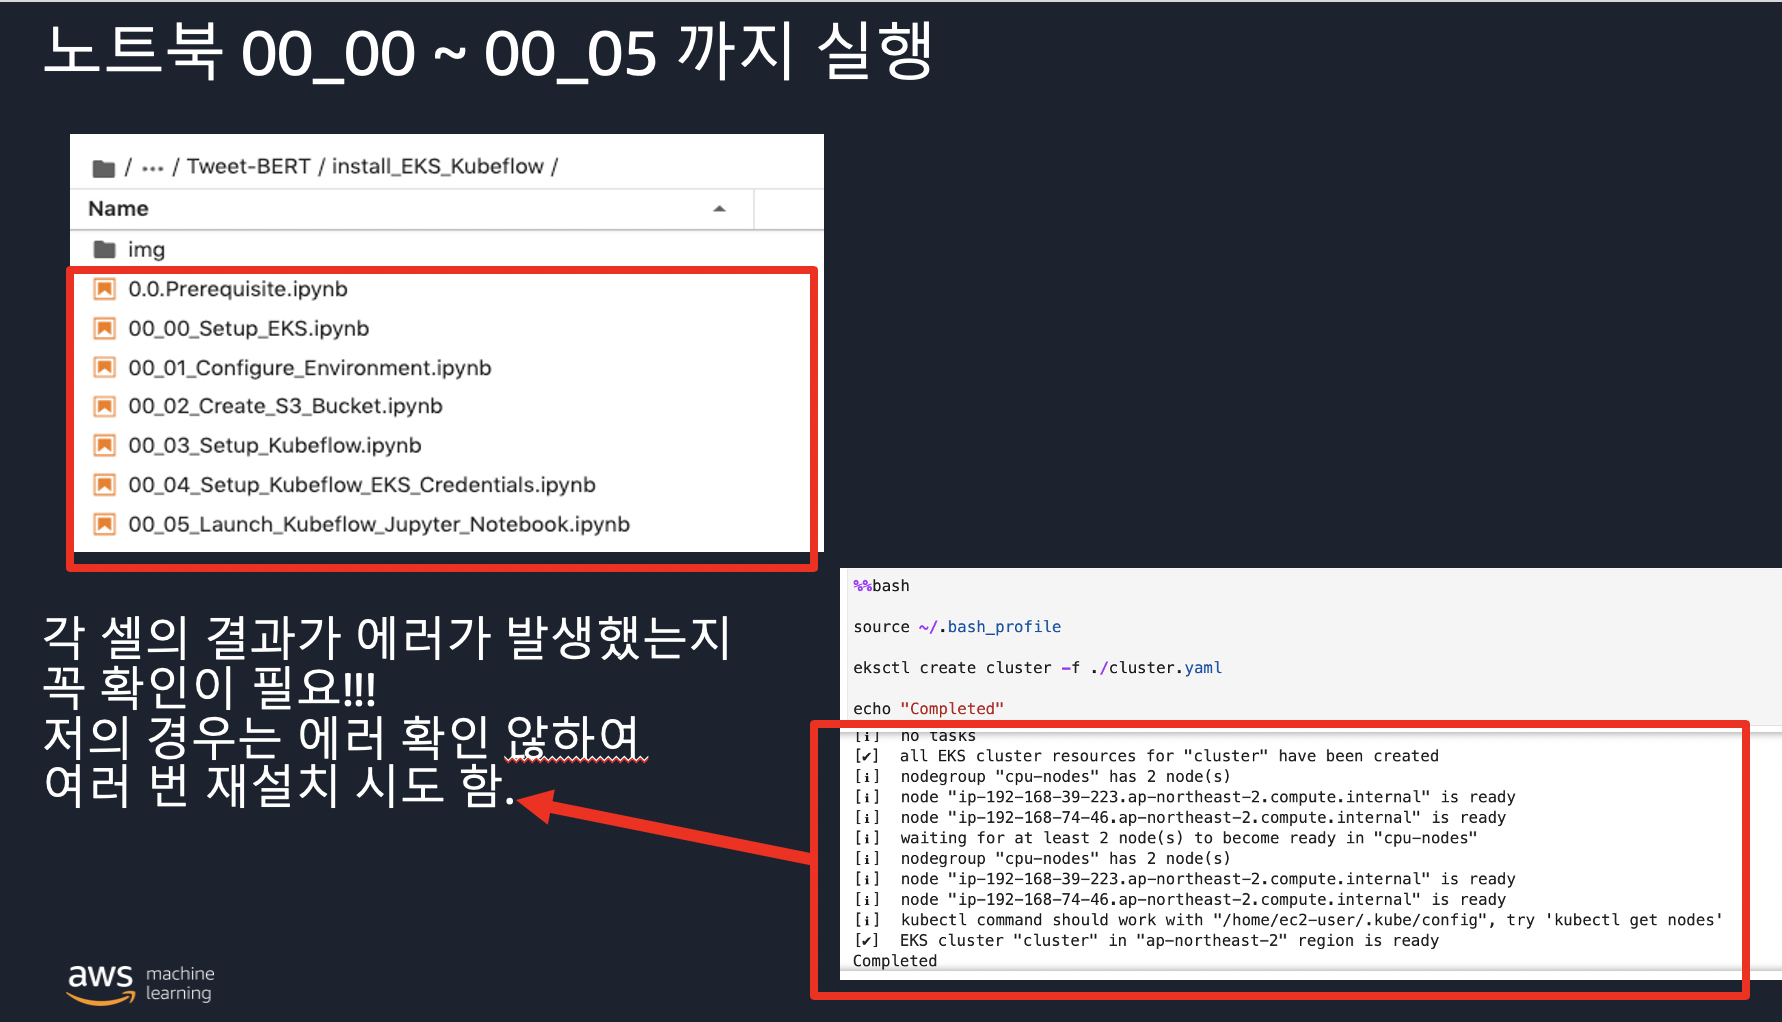 노트북 00_00 ~ 00_05 까지 실행
/ ... / Tweet-BERT / install_EKS_Kubeflow /
Name
img
0.0.Prerequisite.ipynb
00_00_Setup_EKS.ipynb
00_01_Configure_Environment.ipynb
00_02_Create_S3_Bucket.ipynb
00_03_Setup_Kubeflow.ipynb
00_04_Setup_Kubeflow_EKS_Credentials.ipynb
00_05_Launch_Kubeflow_Jupyter_Notebook.ipynb
각 셀의 결과가 에러가 발생했는지
꼭 확인이 필요!!!
저의 경우는 에러 확인 않하여
여러 번 재설치 시도 함.
%%bash
source ~/.bash_profile
eksctl create cluster -f ./cluster.yaml
echo "Completed"
[ℹ]  no tasks
[✔]  all EKS cluster resources for "cluster" have been created
[ℹ]  nodegroup "cpu-nodes" has 2 node(s)
[ℹ]  node "ip-192-168-39-223.ap-northeast-2.compute.internal" is ready
[ℹ]  node "ip-192-168-74-46.ap-northeast-2.compute.internal" is ready
[ℹ]  waiting for at least 2 node(s) to become ready in "cpu-nodes"
[ℹ]  nodegroup "cpu-nodes" has 2 node(s)
[ℹ]  node "ip-192-168-39-223.ap-northeast-2.compute.internal" is ready
[ℹ]  node "ip-192-168-74-46.ap-northeast-2.compute.internal" is ready
[ℹ]  kubectl command should work with "/home/ec2-user/.kube/config", try 'kubectl get nodes'
[✔]  EKS cluster "cluster" in "ap-northeast-2" region is ready
Completed
aws machine
learning